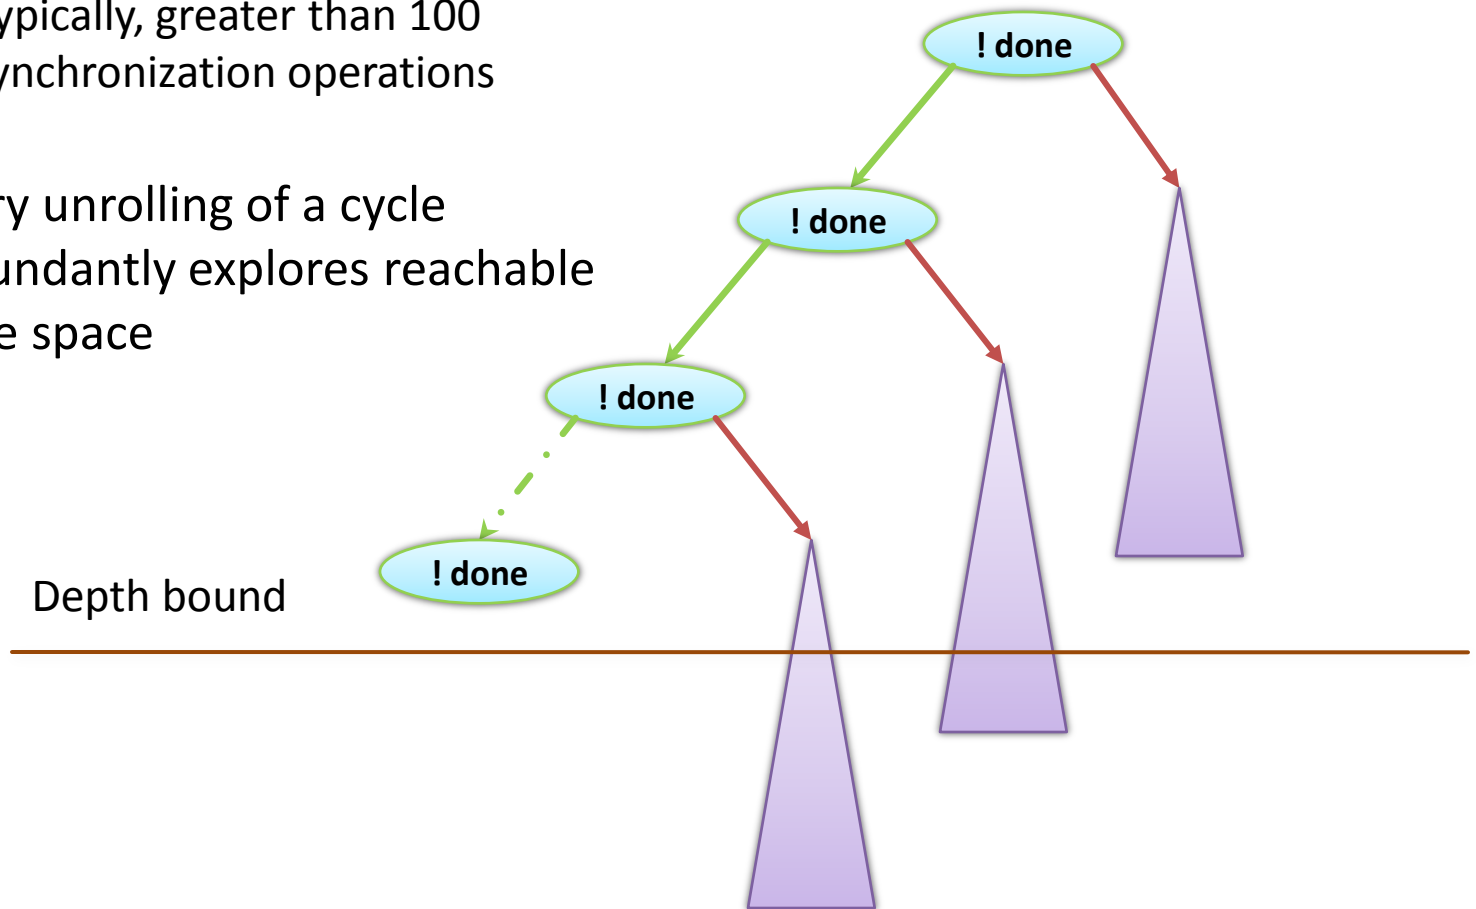 ypically, greater than 100
ynchronization operations
ry unrolling of a cycle
undantly explores reachable
e space
! done
! done
! done
! done
Depth bound